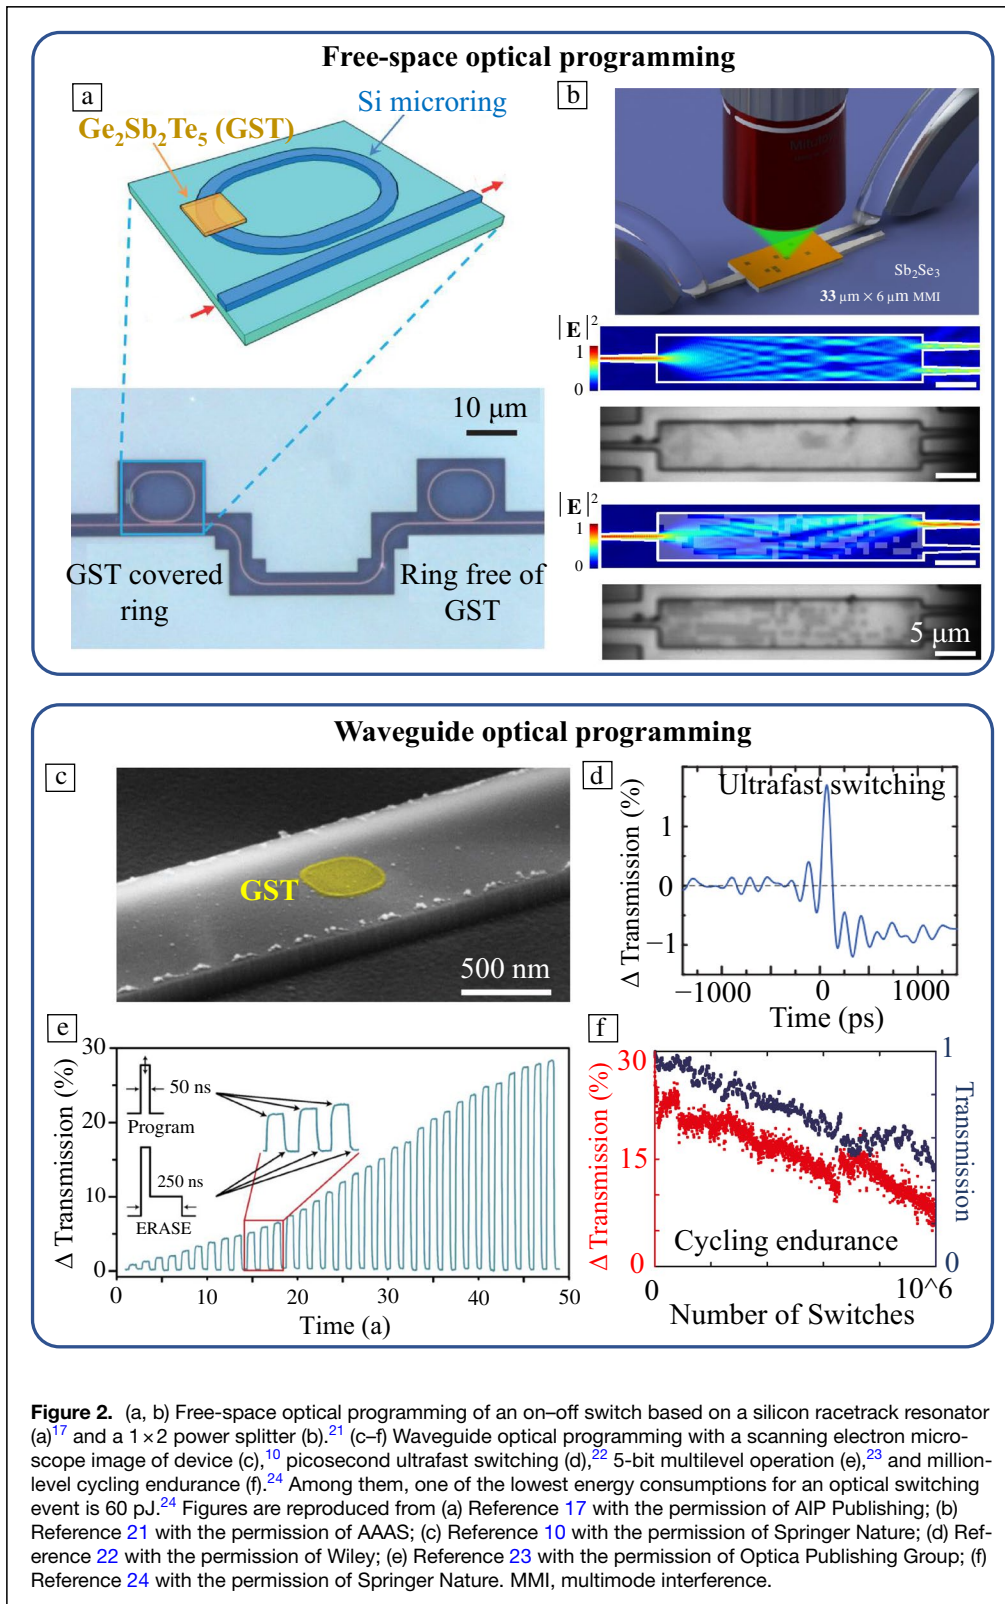 Free-space optical programming
a
Si microring
Ge₂Sb₂Te₅ (GST)
10 μm
GST covered
ring
Ring free of
GST
b
Sb₂Se₃
33 μm × 6 μm MMI
|E|²
1
0
|E|²
1
0
5 μm
Waveguide optical programming
c
GST
500 nm
d
Ultrafast switching
Δ Transmission (%)
1
0
−1
−1000
0
1000
Time (ps)
e
Δ Transmission (%)
30
20
10
0
50 ns
Program
250 ns
ERASE
0
10
20
30
40
50
Time (a)
f
Δ Transmission (%)
30
15
0
1
0
Transmission
Cycling endurance
0
10^6
Number of Switches
Figure 2. (a, b) Free-space optical programming of an on–off switch based on a silicon racetrack resonator
(a)¹⁷ and a 1 × 2 power splitter (b).²¹ (c–f) Waveguide optical programming with a scanning electron micro-
scope image of device (c),¹⁰ picosecond ultrafast switching (d),²² 5-bit multilevel operation (e),²³ and million-
level cycling endurance (f).²⁴ Among them, one of the lowest energy consumptions for an optical switching
event is 60 pJ.²⁴ Figures are reproduced from (a) Reference 17 with the permission of AIP Publishing; (b)
Reference 21 with the permission of AAAS; (c) Reference 10 with the permission of Springer Nature; (d) Ref-
erence 22 with the permission of Wiley; (e) Reference 23 with the permission of Optica Publishing Group; (f)
Reference 24 with the permission of Springer Nature. MMI, multimode interference.